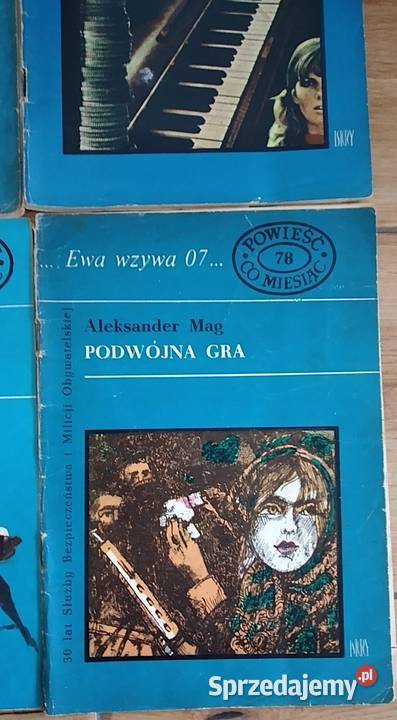 ISKRY
... Ewa wzywa 07...
POWIEŚĆ
78
CO MIESIĄC
Aleksander Mag
PODWÓJNA GRA
30 lat Służby Bezpieczeństwa i Milicji Obywatelskiej
ISKRY
Sprzedajemy.pl